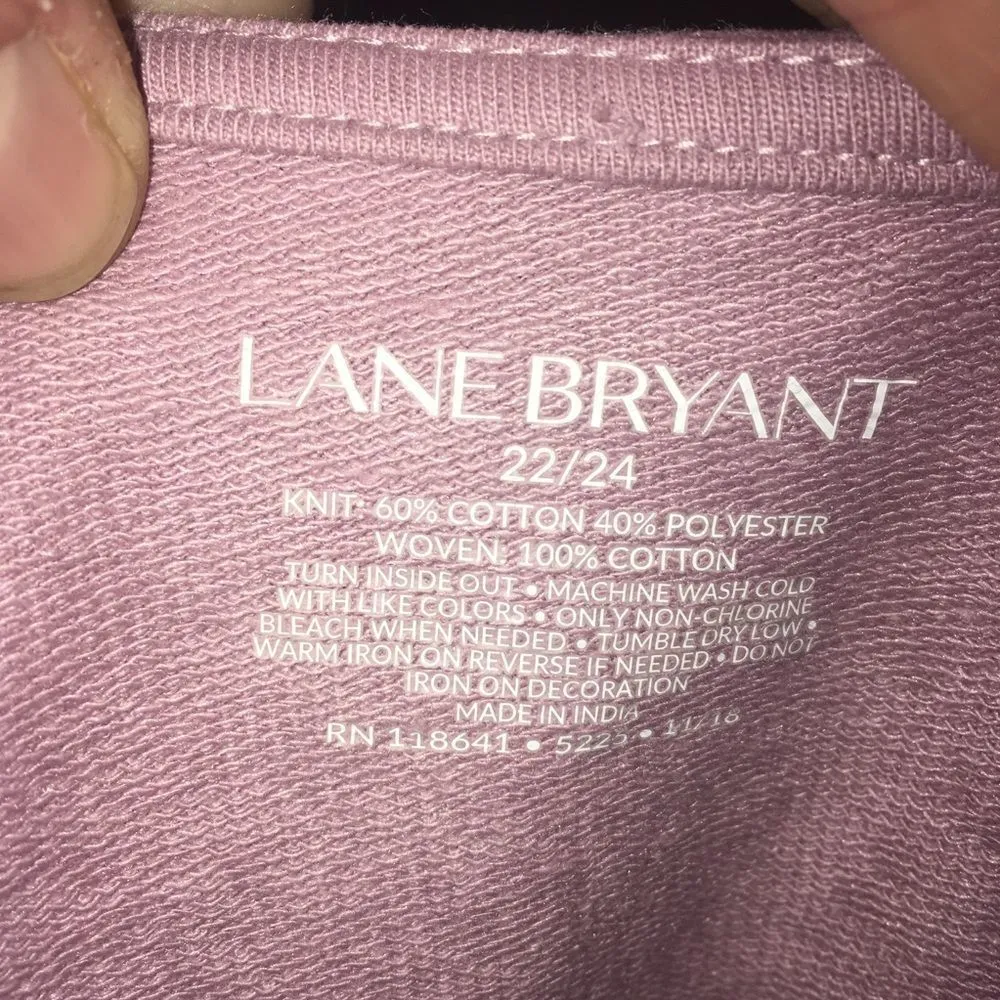 LANE BRYANT
22/24
KNIT: 60% COTTON 40% POLYESTER
WOVEN: 100% COTTON
TURN INSIDE OUT • MACHINE WASH COLD
WITH LIKE COLORS • ONLY NON-CHLORINE
BLEACH WHEN NEEDED • TUMBLE DRY LOW •
WARM IRON ON REVERSE IF NEEDED • DO NOT
IRON ON DECORATION
MADE IN INDIA
RN 118641 • • 11/18